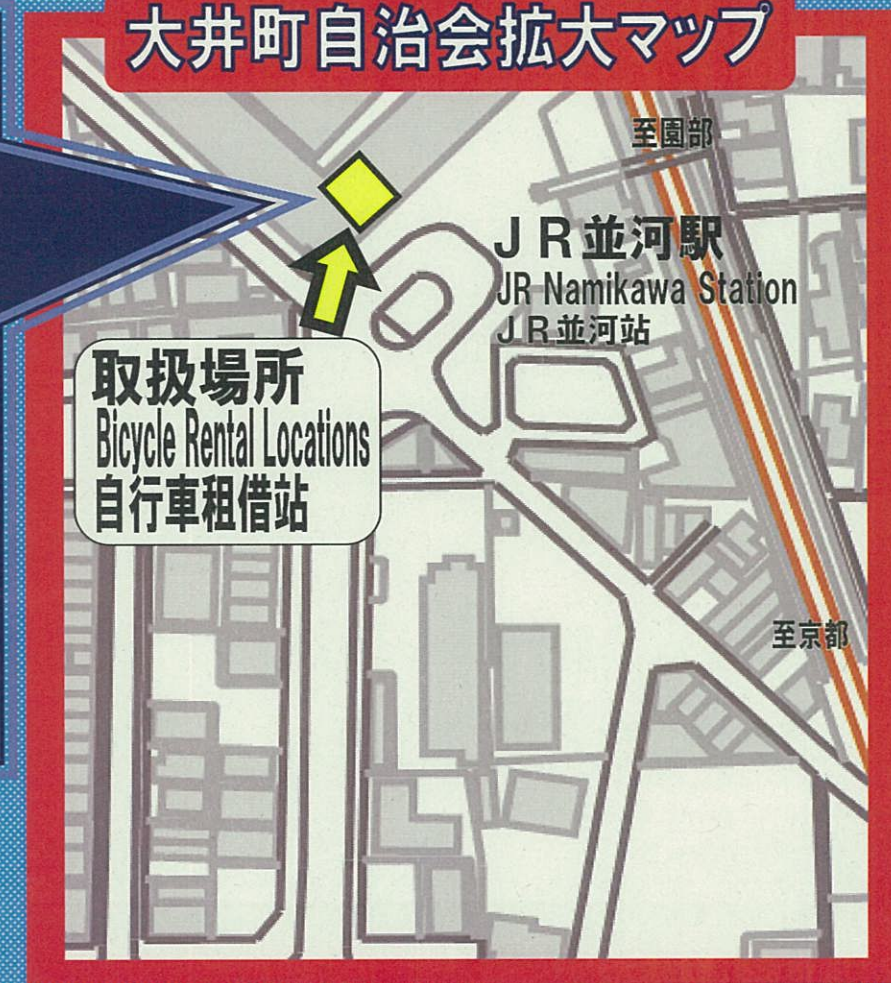 大井町自治会拡大マップ
至園部
JR並河駅
JR Namikawa Station
JR並河站
取扱場所
Bicycle Rental Locations
自行車租借站
至京都